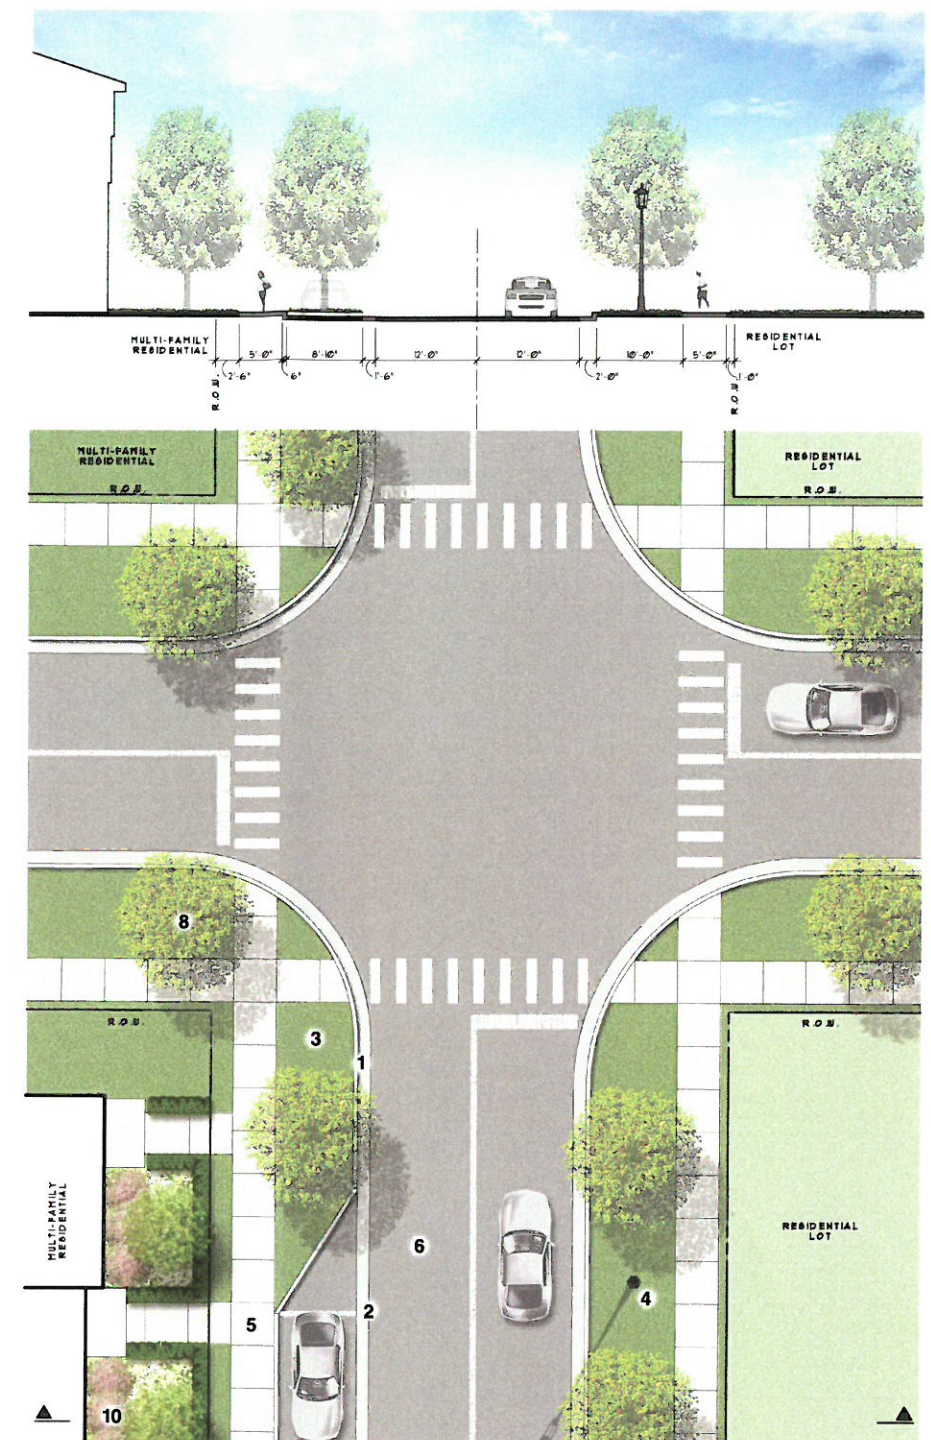 MULTI-FAMILY
RESIDENTIAL
RESIDENTIAL
LOT
5'-0"
8'-10"
12'-0"
12'-0"
10'-0"
5'-0"
2'-6"
6"
1'-6"
2'-0"
1'-0"
R.O.W.
R.O.W.
MULTI-FAMILY
RESIDENTIAL
R.O.W.
RESIDENTIAL
LOT
R.O.W.
8
R.O.W.
3
1
R.O.W.
MULTI-FAMILY
RESIDENTIAL
RESIDENTIAL
LOT
6
4
2
5
10